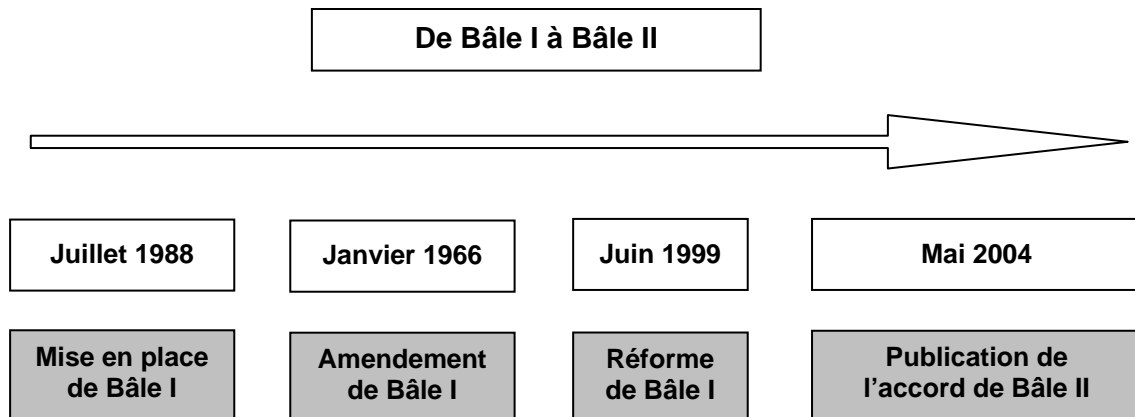 De Bâle I à Bâle II
Juillet 1988
Janvier 1966
Juin 1999
Mai 2004
Mise en place
de Bâle I
Amendement
de Bâle I
Réforme
de Bâle I
Publication de
l’accord de Bâle II